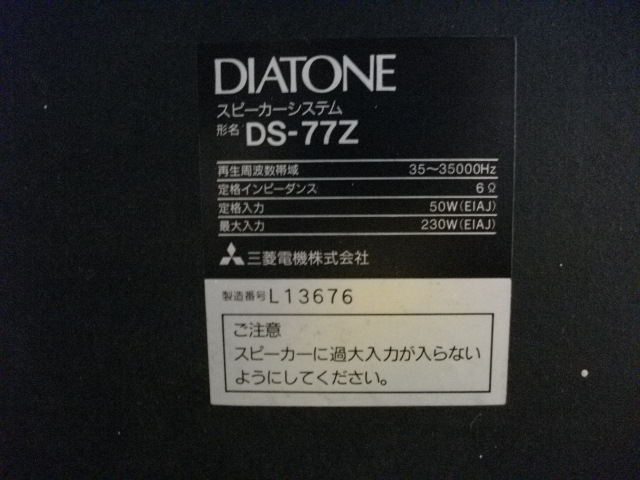 DIATONE
スピーカーシステム
形名 DS-77Z
再生周波数帯域 35～35000Hz
定格インピーダンス 6Ω
定格入力 50W(EIAJ)
最大入力 230W(EIAJ)
三菱電機株式会社
製造番号 L13676
ご注意
スピーカーに過大入力が入らない
ようにしてください。